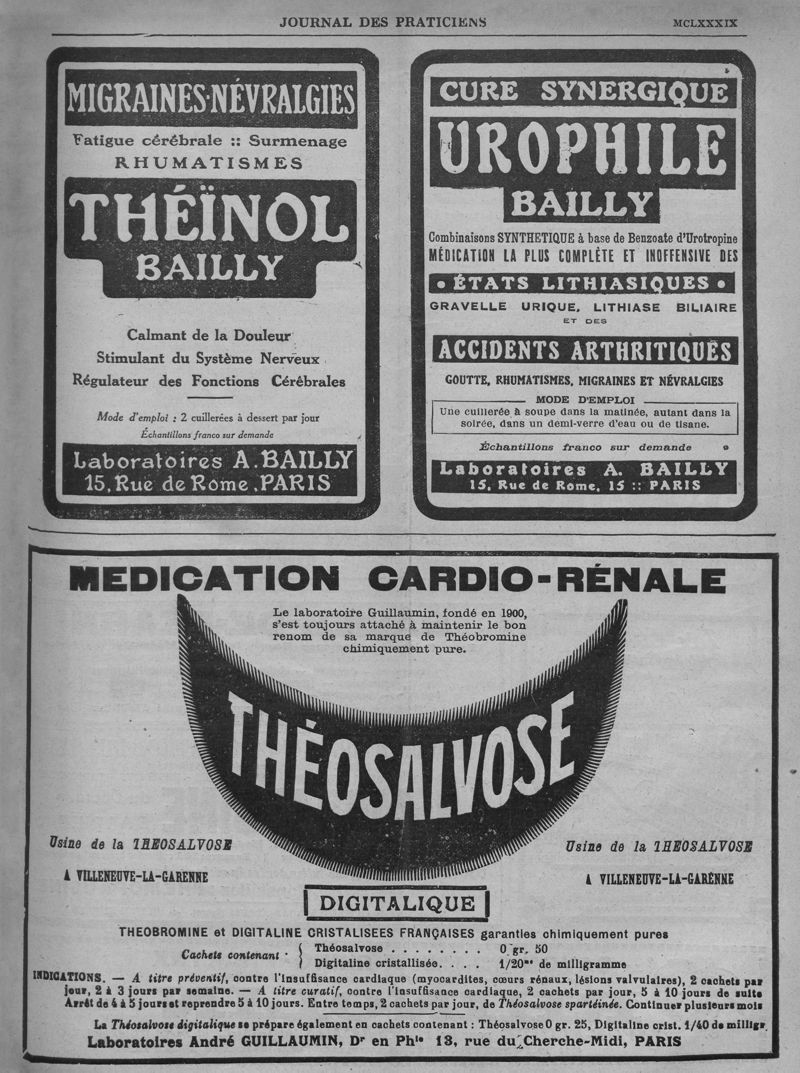 JOURNAL DES PRATICIENS
MCLXXXIX
MIGRAINES-NÉVRALGIES
Fatigue cérébrale :: Surmenage
RHUMATISMES
THÉÏNOL
BAILLY
Calmant de la Douleur
Stimulant du Système Nerveux
Régulateur des Fonctions Cérébrales
Mode d'emploi : 2 cuillerées à dessert par jour
Échantillons franco sur demande
Laboratoires A. BAILLY
15, Rue de Rome, PARIS
CURE SYNERGIQUE
UROPHILE
BAILLY
Combinaisons SYNTHETIQUE à base de Benzoate d'Urotropine
MÉDICATION LA PLUS COMPLÈTE ET INOFFENSIVE DES
• ÉTATS LITHIASIQUES •
GRAVELLE URIQUE, LITHIASE BILIAIRE
ET DES
ACCIDENTS ARTHRITIQUES
GOUTTE, RHUMATISMES, MIGRAINES ET NÉVRALGIES
MODE D'EMPLOI
Une cuillerée à soupe dans la matinée, autant dans la
soirée, dans un demi-verre d'eau ou de tisane.
Échantillons franco sur demande
Laboratoires A. BAILLY
15, Rue de Rome, 15 :: PARIS
MEDICATION CARDIO-RÉNALE
Le laboratoire Guillaumin, fondé en 1900,
s'est toujours attaché à maintenir le bon
renom de sa marque de Théobromine
chimiquement pure.
THÉOSALVOSE
Usine de la THEOSALVOSE
A VILLENEUVE-LA-GARENNE
Usine de la THEOSALVOSE
A VILLENEUVE-LA-GARENNE
DIGITALIQUE
THEOBROMINE et DIGITALINE CRISTALISEES FRANÇAISES garanties chimiquement pures
Cachets contenant : { Théosalvose . . . . . . . . 0 gr. 50
Digitaline cristallisée. . . . 1/20me de milligramme
INDICATIONS. — A titre préventif, contre l'insuffisance cardiaque (myocardites, cœurs rénaux, lésions valvulaires), 2 cachets par
jour, 2 à 3 jours par semaine. — A titre curatif, contre l'insuffisance cardiaque, 2 cachets par jour, 5 à 10 jours de suite
Arrêt de 4 à 5 jours et reprendre 5 à 10 jours. Entre temps, 2 cachets par jour, de Théosalvose spartéinée. Continuer plusieurs mois
La Théosalvose digitalique se prépare également en cachets contenant : Théosalvose 0 gr. 25, Digitaline crist. 1/40 de milligr.
Laboratoires André GUILLAUMIN, Dr en Phie 13, rue du Cherche-Midi, PARIS